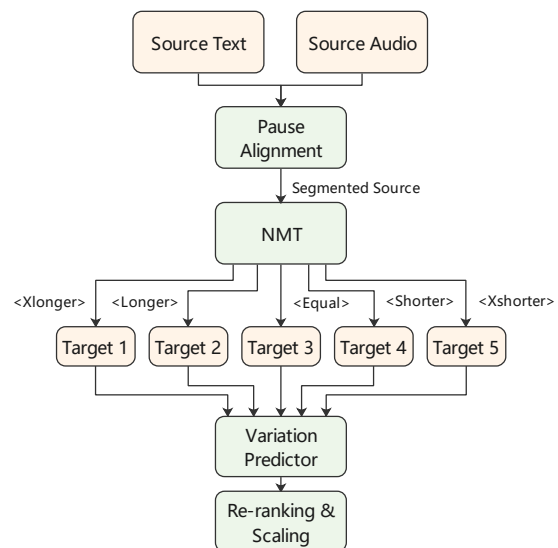 Source Text
Source Audio
Pause
Alignment
Segmented Source
NMT
<Xlonger>
<Longer>
<Equal>
<Shorter>
<Xshorter>
Target 1
Target 2
Target 3
Target 4
Target 5
Variation
Predictor
Re-ranking &
Scaling